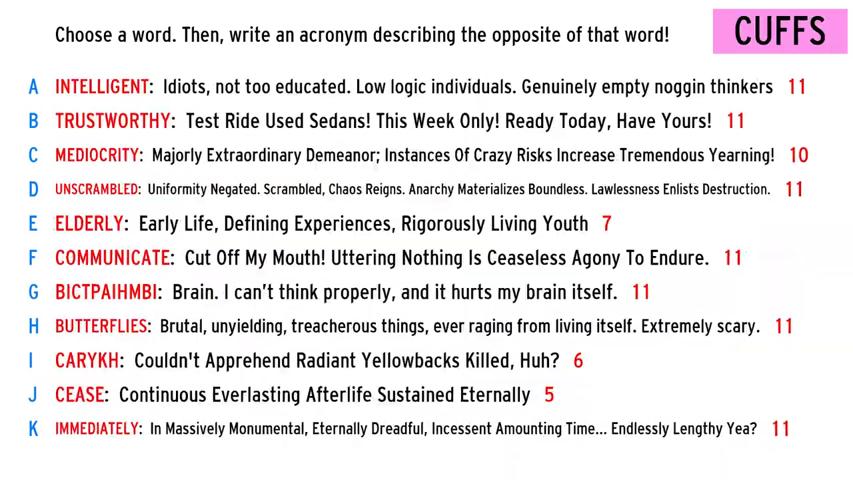 Choose a word. Then, write an acronym describing the opposite of that word!
CUFFS
A INTELLIGENT: Idiots, not too educated. Low logic individuals. Genuinely empty noggin thinkers 11
B TRUSTWORTHY: Test Ride Used Sedans! This Week Only! Ready Today, Have Yours! 11
C MEDIOCRITY: Majorly Extraordinary Demeanor; Instances Of Crazy Risks Increase Tremendous Yearning! 10
D UNSCRAMBLED: Uniformity Negated. Scrambled, Chaos Reigns. Anarchy Materializes Boundless. Lawlessness Enlists Destruction. 11
E ELDERLY: Early Life, Defining Experiences, Rigorously Living Youth 7
F COMMUNICATE: Cut Off My Mouth! Uttering Nothing Is Ceaseless Agony To Endure. 11
G BICTPAIHMBI: Brain. I can't think properly, and it hurts my brain itself. 11
H BUTTERFLIES: Brutal, unyielding, treacherous things, ever raging from living itself. Extremely scary. 11
I CARYKH: Couldn't Apprehend Radiant Yellowbacks Killed, Huh? 6
J CEASE: Continuous Everlasting Afterlife Sustained Eternally 5
K IMMEDIATELY: In Massively Monumental, Eternally Dreadful, Incessent Amounting Time... Endlessly Lengthy Yea? 11